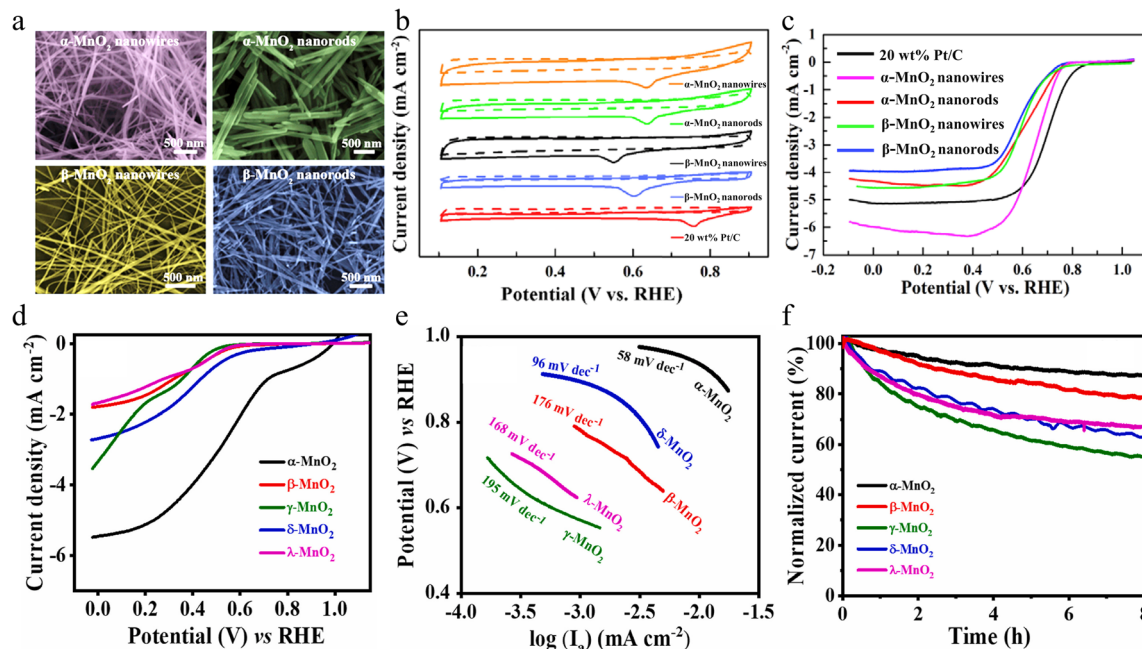 a
α-MnO₂ nanowires
α-MnO₂ nanorods
500 nm
500 nm
β-MnO₂ nanowires
β-MnO₂ nanorods
500 nm
500 nm
b
Current density (mA cm⁻²)
α-MnO₂ nanowires
α-MnO₂ nanorods
β-MnO₂ nanowires
β-MnO₂ nanorods
20 wt% Pt/C
0.2 0.4 0.6 0.8
Potential (V vs. RHE)
c
Current density (mA cm⁻²)
1
0
-1
-2
-3
-4
-5
-6
-7
20 wt% Pt/C
α-MnO₂ nanowires
α-MnO₂ nanorods
β-MnO₂ nanowires
β-MnO₂ nanorods
-0.2 0.0 0.2 0.4 0.6 0.8 1.0
Potential (V vs. RHE)
d
Current density (mA cm⁻²)
0
-2
-4
-6
α-MnO₂
β-MnO₂
γ-MnO₂
δ-MnO₂
λ-MnO₂
0.0 0.2 0.4 0.6 0.8 1.0
Potential (V) vs RHE
e
Potential (V) vs RHE
1.0
0.8
0.6
0.4
58 mV dec⁻¹
α-MnO₂
96 mV dec⁻¹
δ-MnO₂
176 mV dec⁻¹
β-MnO₂
168 mV dec⁻¹
λ-MnO₂
195 mV dec⁻¹
γ-MnO₂
-4.0 -3.5 -3.0 -2.5 -2.0 -1.5
log (Iₐ) (mA cm⁻²)
f
Normalized current (%)
100
80
60
40
20
0
α-MnO₂
β-MnO₂
γ-MnO₂
δ-MnO₂
λ-MnO₂
0 2 4 6 8
Time (h)